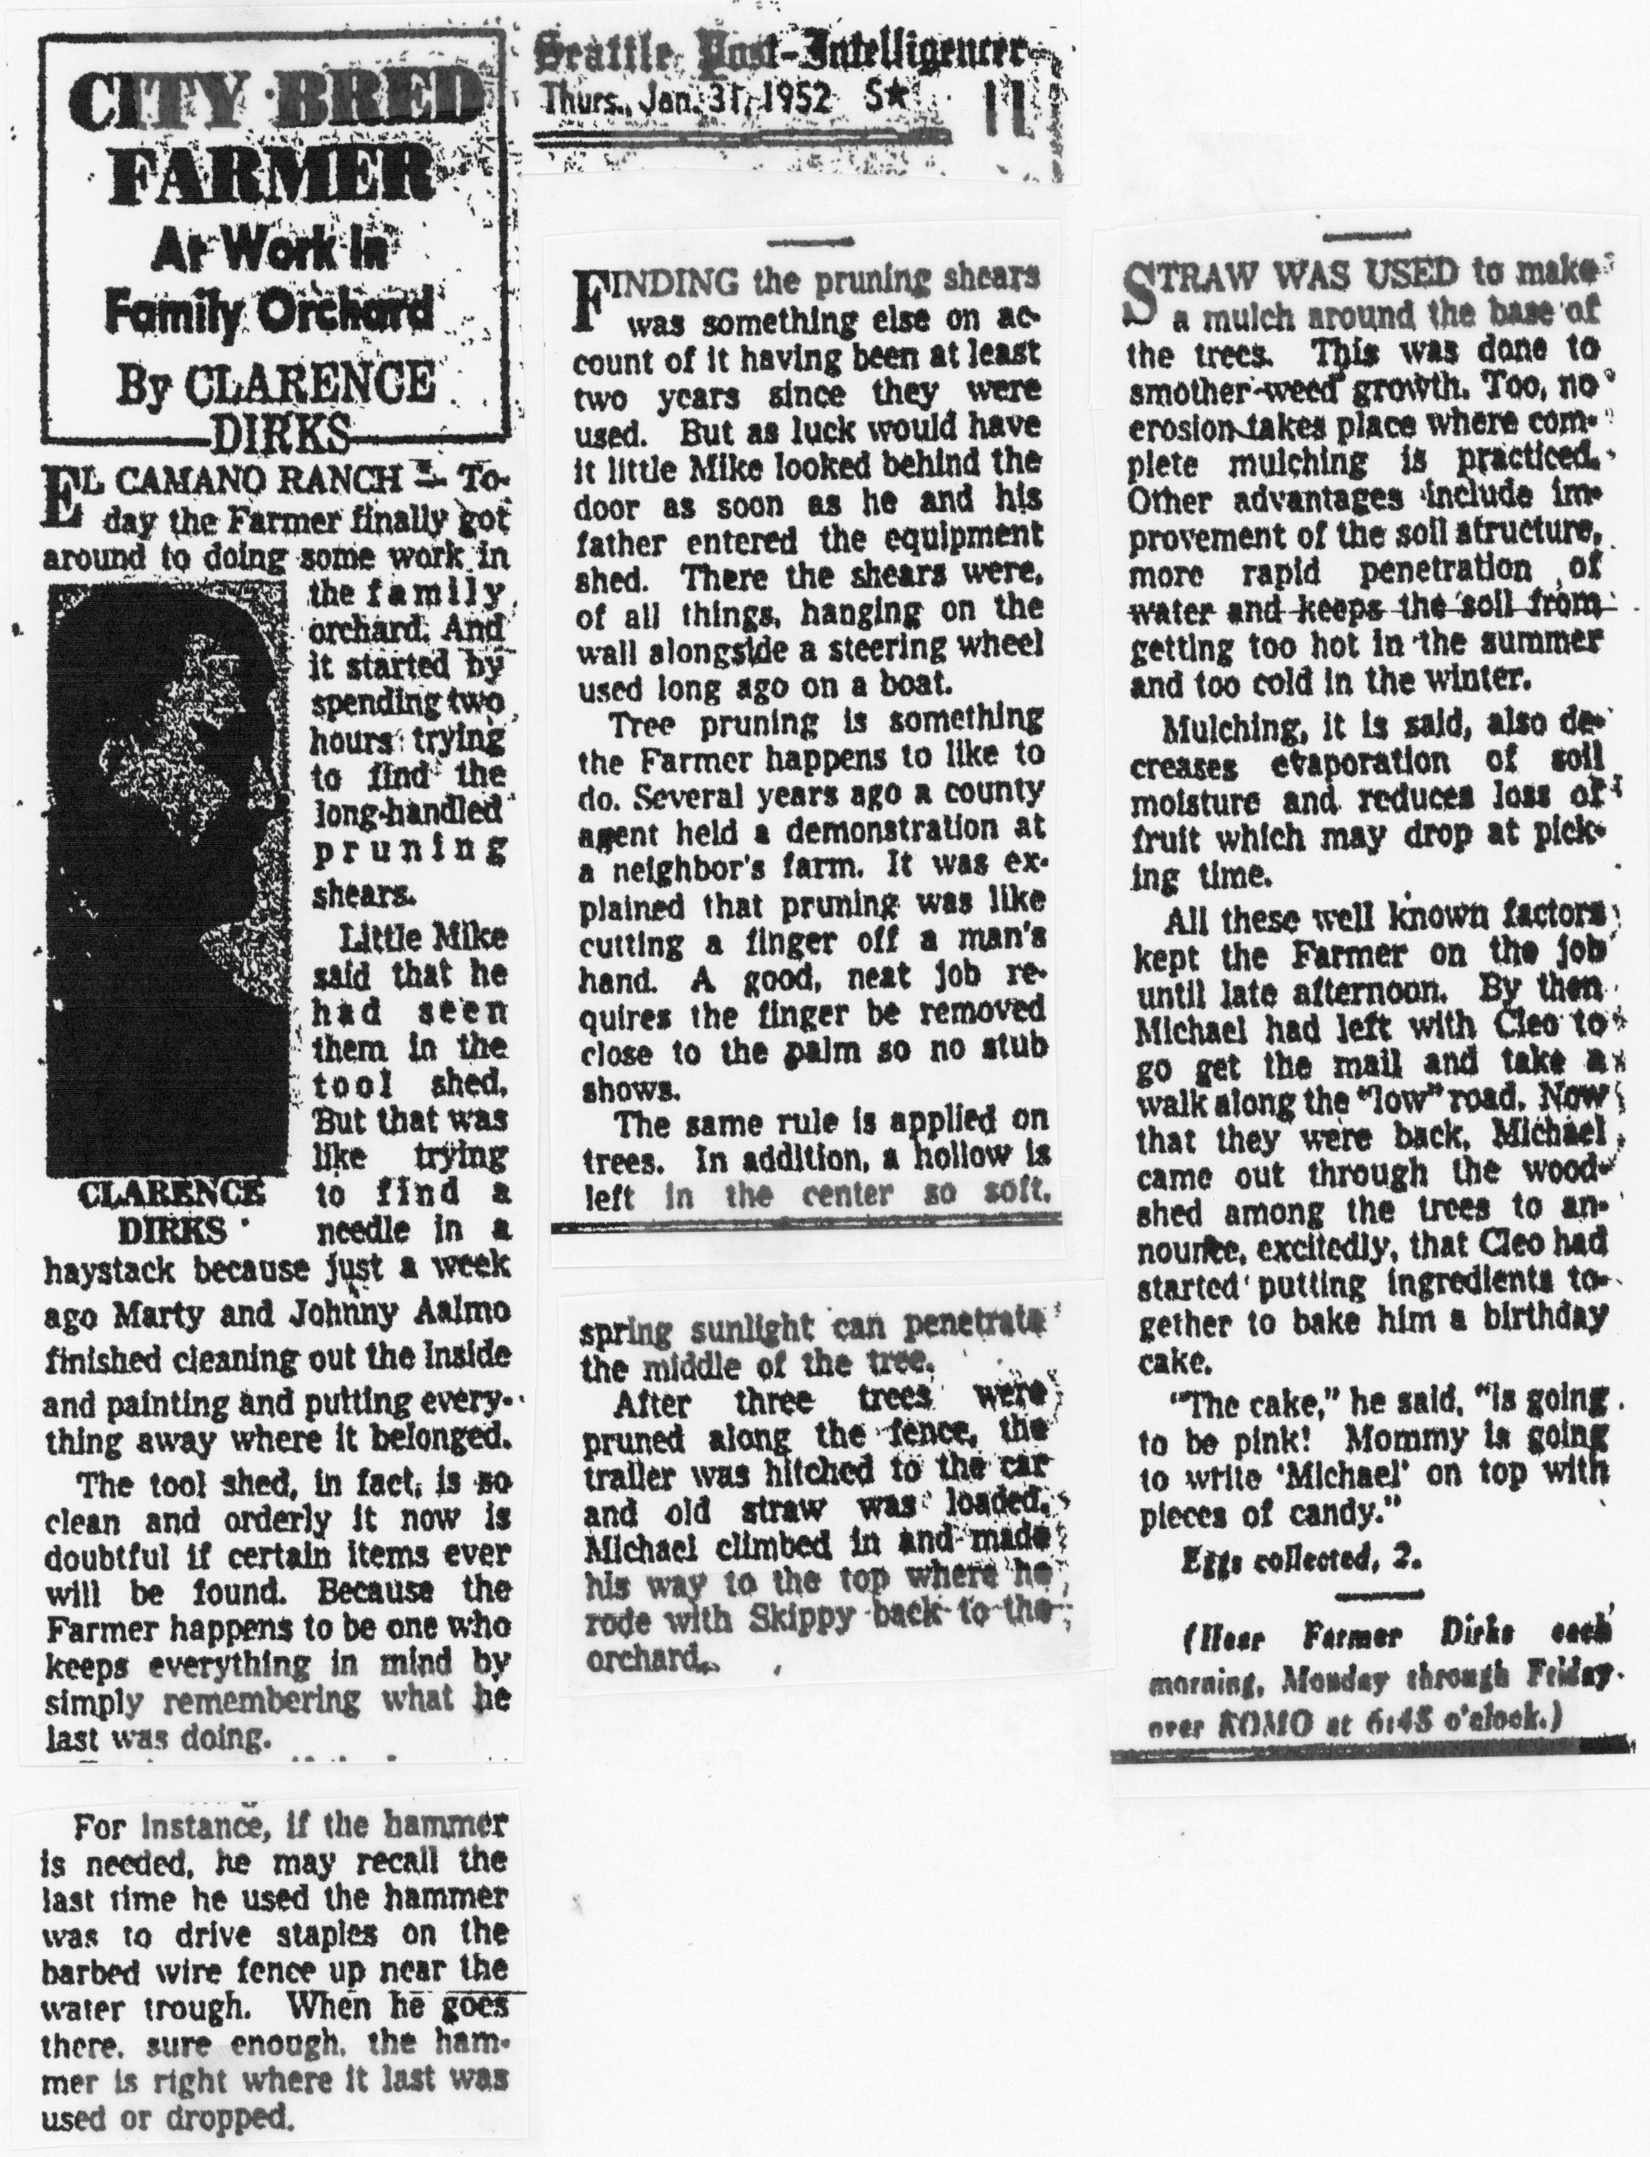 CITY BRED
FARMER
At Work in
Family Orchard
By CLARENCE
DIRKS
Seattle Post-Intelligencer
Thurs., Jan. 31, 1952 S★ 11
EL CAMANO RANCH — To-
day the Farmer finally got
around to doing some work in
the family
orchard. And
it started by
spending two
hours trying
to find the
long-handled
pruning
shears.
Little Mike
said that he
had seen
them in the
tool shed.
But that was
like trying
to find a
needle in a
CLARENCE
DIRKS
haystack because just a week
ago Marty and Johnny Aalmo
finished cleaning out the inside
and painting and putting every-
thing away where it belonged.
The tool shed, in fact, is so
clean and orderly it now is
doubtful if certain items ever
will be found. Because the
Farmer happens to be one who
keeps everything in mind by
simply remembering what he
last was doing.
For instance, if the hammer
is needed, he may recall the
last time he used the hammer
was to drive staples on the
barbed wire fence up near the
water trough. When he goes
there, sure enough, the ham-
mer is right where it last was
used or dropped.
FINDING the pruning shears
was something else on ac-
count of it having been at least
two years since they were
used. But as luck would have
it little Mike looked behind the
door as soon as he and his
father entered the equipment
shed. There the shears were,
of all things, hanging on the
wall alongside a steering wheel
used long ago on a boat.
Tree pruning is something
the Farmer happens to like to
do. Several years ago a county
agent held a demonstration at
a neighbor's farm. It was ex-
plained that pruning was like
cutting a finger off a man's
hand. A good, neat job re-
quires the finger be removed
close to the palm so no stub
shows.
The same rule is applied on
trees. In addition, a hollow is
left in the center so soft,
spring sunlight can penetrate
the middle of the tree.
After three trees were
pruned along the fence, the
trailer was hitched to the car
and old straw was loaded.
Michael climbed in and made
his way to the top where he
rode with Skippy back to the
orchard.
STRAW WAS USED to make
a mulch around the base of
the trees. This was done to
smother weed growth. Too, no
erosion takes place where com-
plete mulching is practiced.
Other advantages include im-
provement of the soil structure,
more rapid penetration of
water and keeps the soil from
getting too hot in the summer
and too cold in the winter.
Mulching, it is said, also de-
creases evaporation of soil
moisture and reduces loss of
fruit which may drop at pick-
ing time.
All these well known factors
kept the Farmer on the job
until late afternoon. By then
Michael had left with Cleo to
go get the mail and take a
walk along the "low" road. Now
that they were back, Michael
came out through the wood-
shed among the trees to an-
nounce, excitedly, that Cleo had
started putting ingredients to-
gether to bake him a birthday
cake.
"The cake," he said, "is going
to be pink! Mommy is going
to write 'Michael' on top with
pieces of candy."
Eggs collected, 2.
(Hear Farmer Dirks each
morning, Monday through Friday
over KOMO at 6:45 o'clock.)